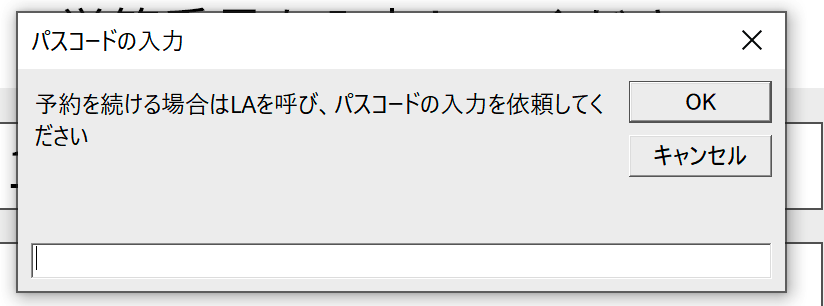 パスコードの入力
予約を続ける場合はLAを呼び、パスコードの入力を依頼してく
ださい
OK
キャンセル